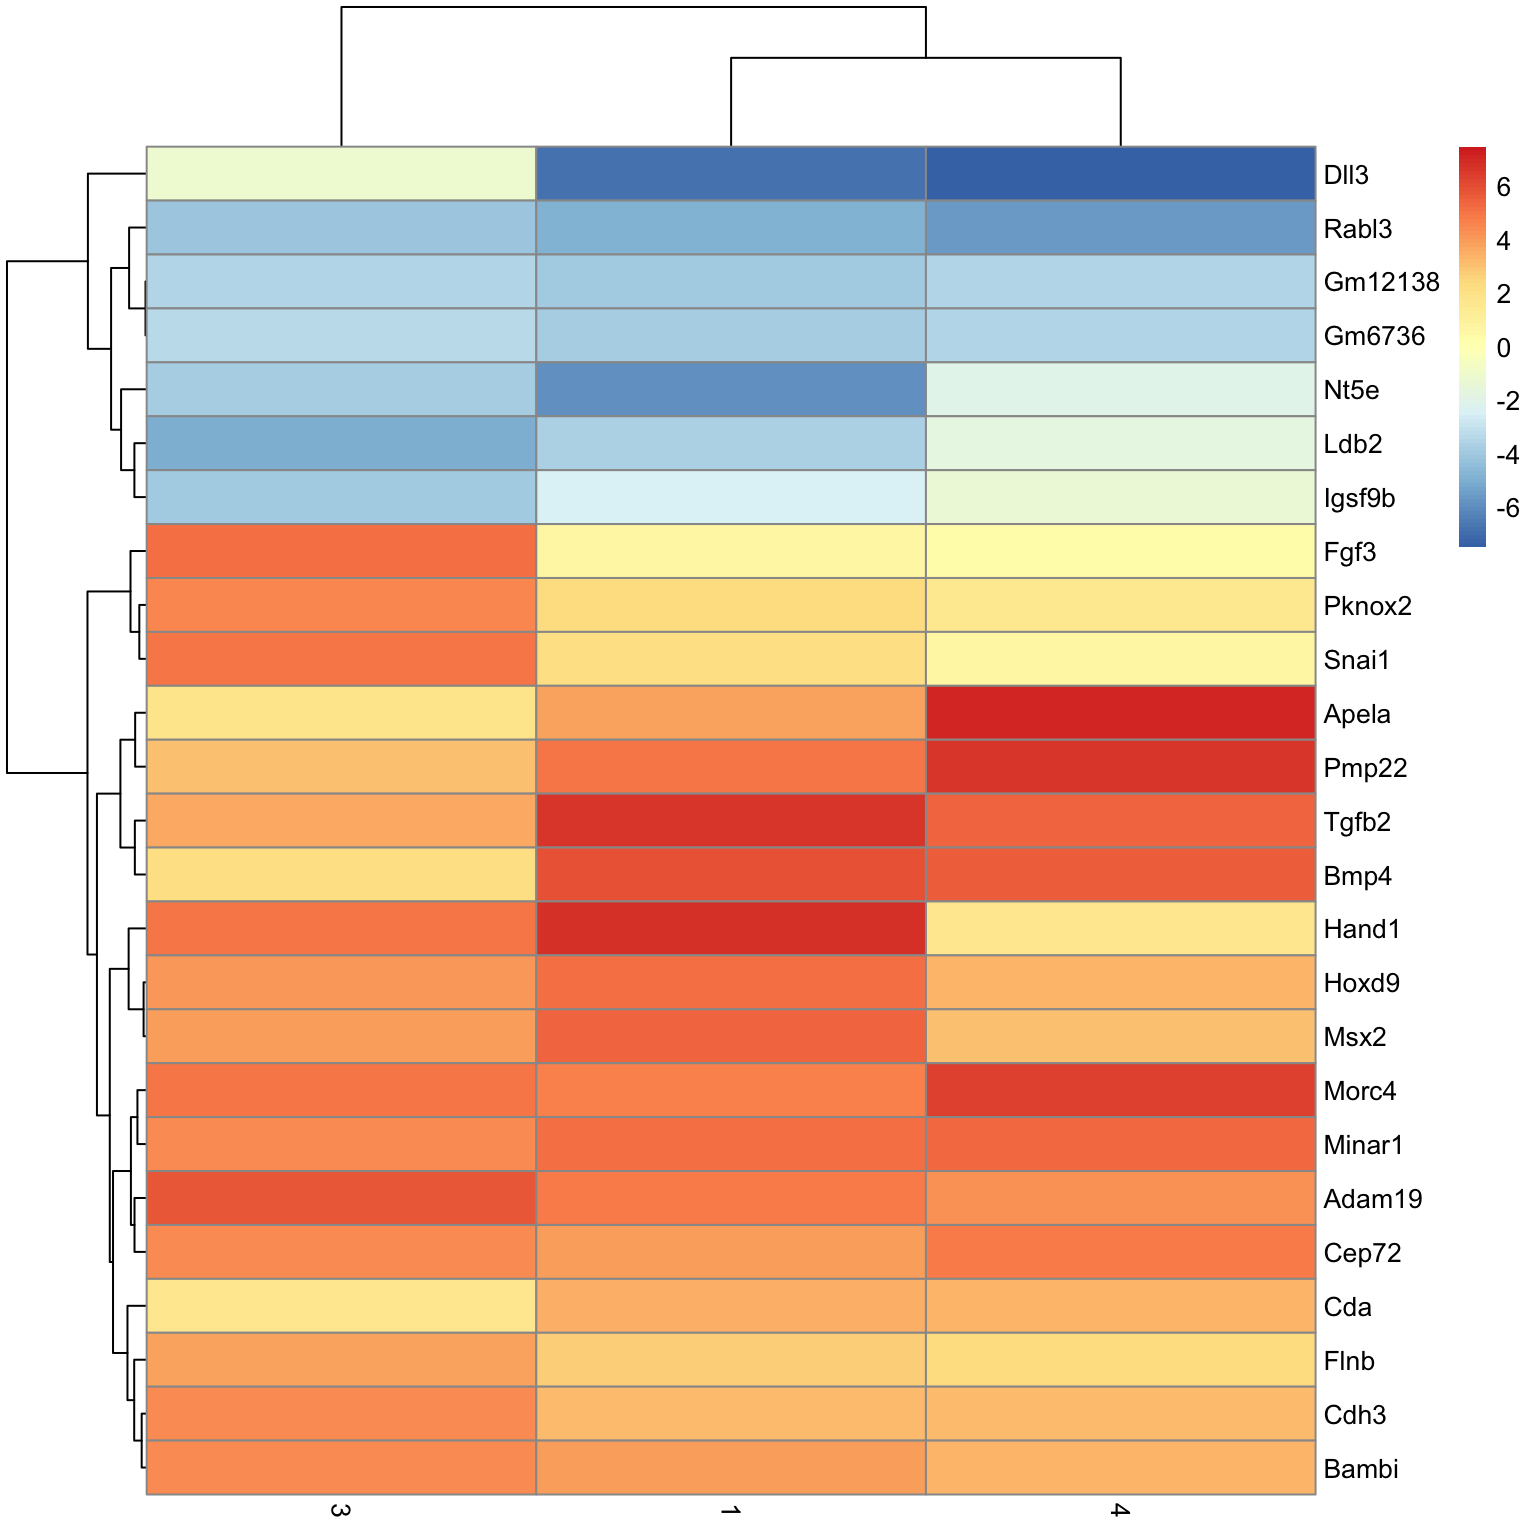 Dll3
Rabl3
Gm12138
Gm6736
Nt5e
Ldb2
Igsf9b
Fgf3
Pknox2
Snai1
Apela
Pmp22
Tgfb2
Bmp4
Hand1
Hoxd9
Msx2
Morc4
Minar1
Adam19
Cep72
Cda
Flnb
Cdh3
Bambi
3 1 4
6
4
2
0
-2
-4
-6